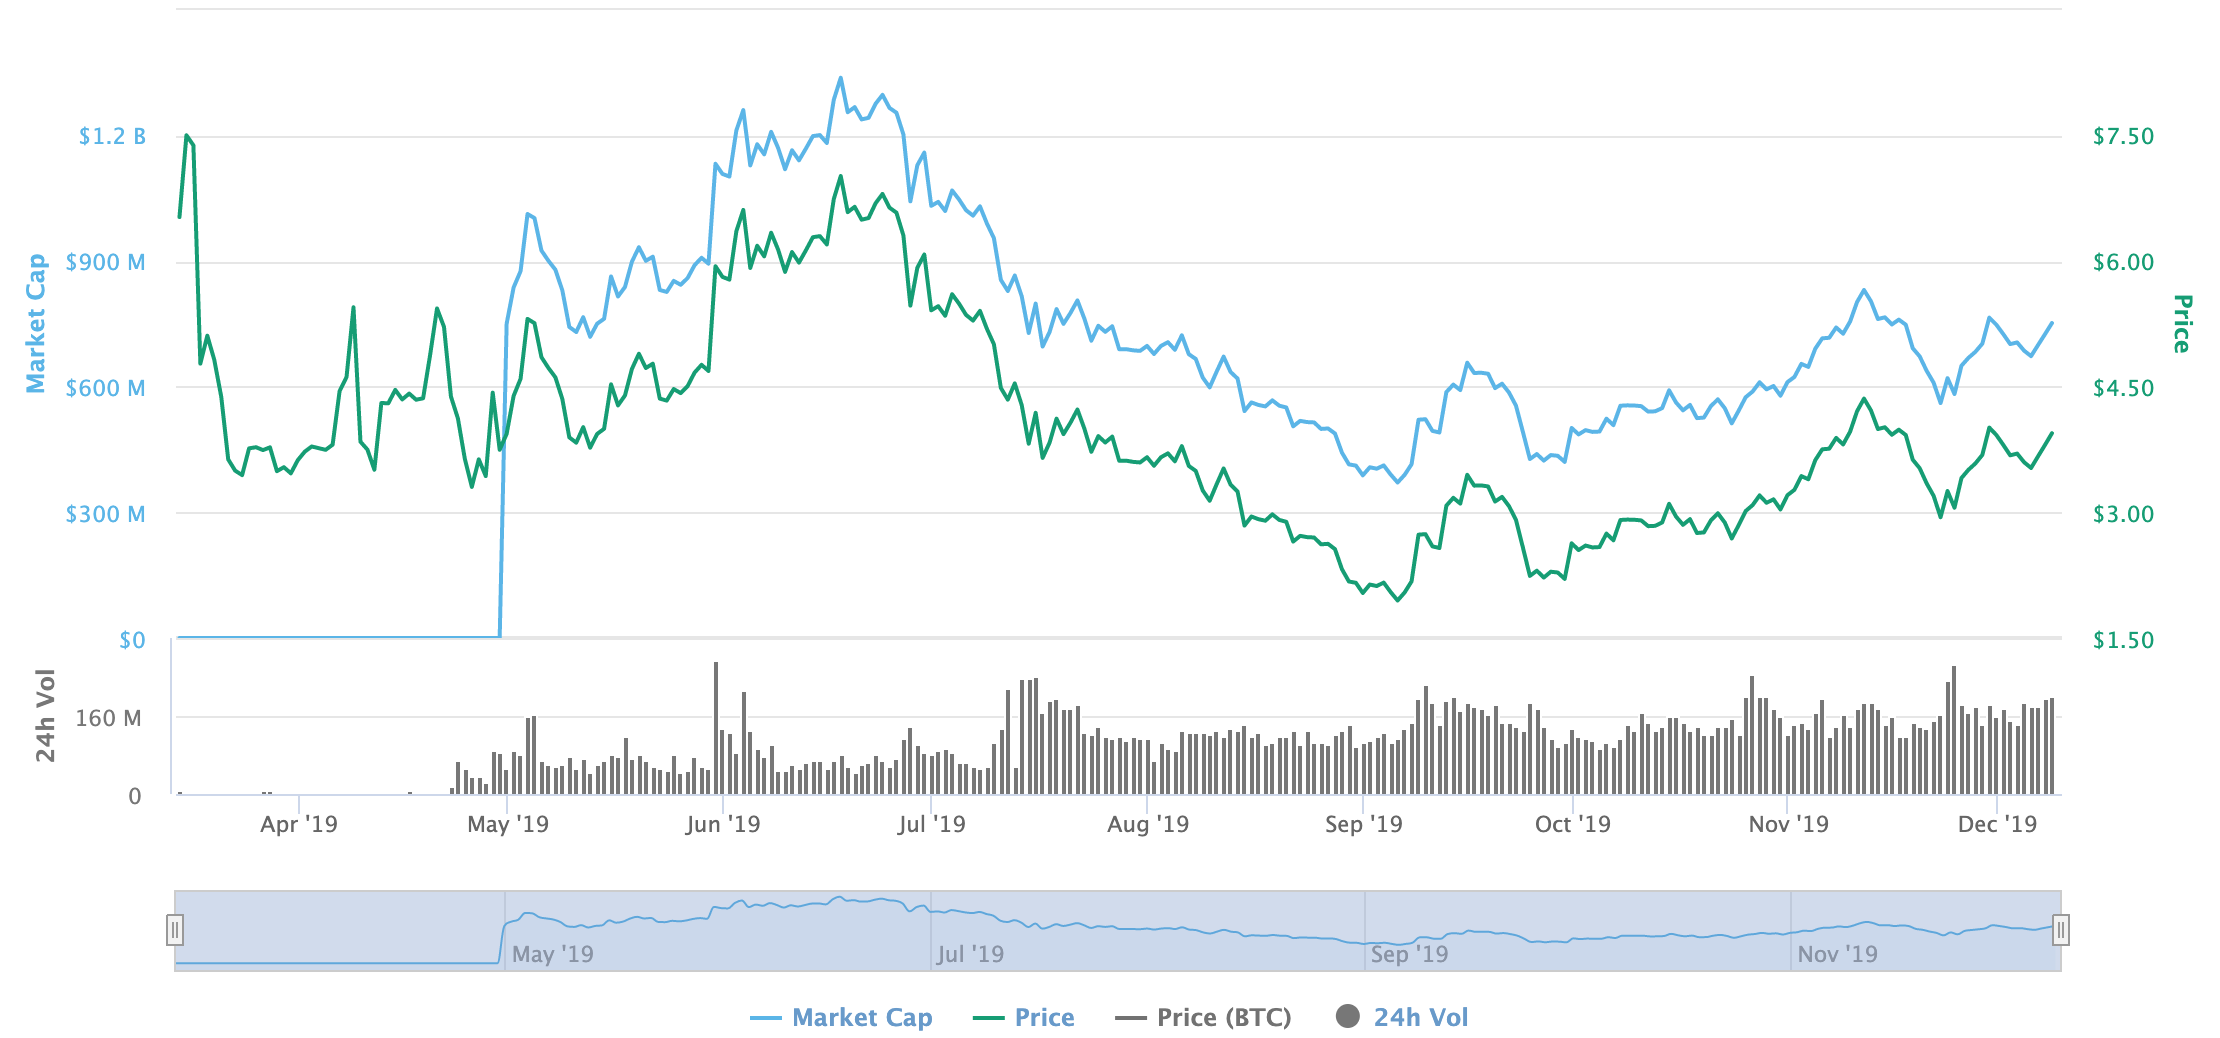 $1.2 B
$7.50
$900 M
$6.00
Market Cap
Price
$600 M
$4.50
$300 M
$3.00
$0
$1.50
24h Vol
160 M
0
Apr '19 May '19 Jun '19 Jul '19 Aug '19 Sep '19 Oct '19 Nov '19 Dec '19
May '19 Jul '19 Sep '19 Nov '19
Market Cap Price Price (BTC) 24h Vol